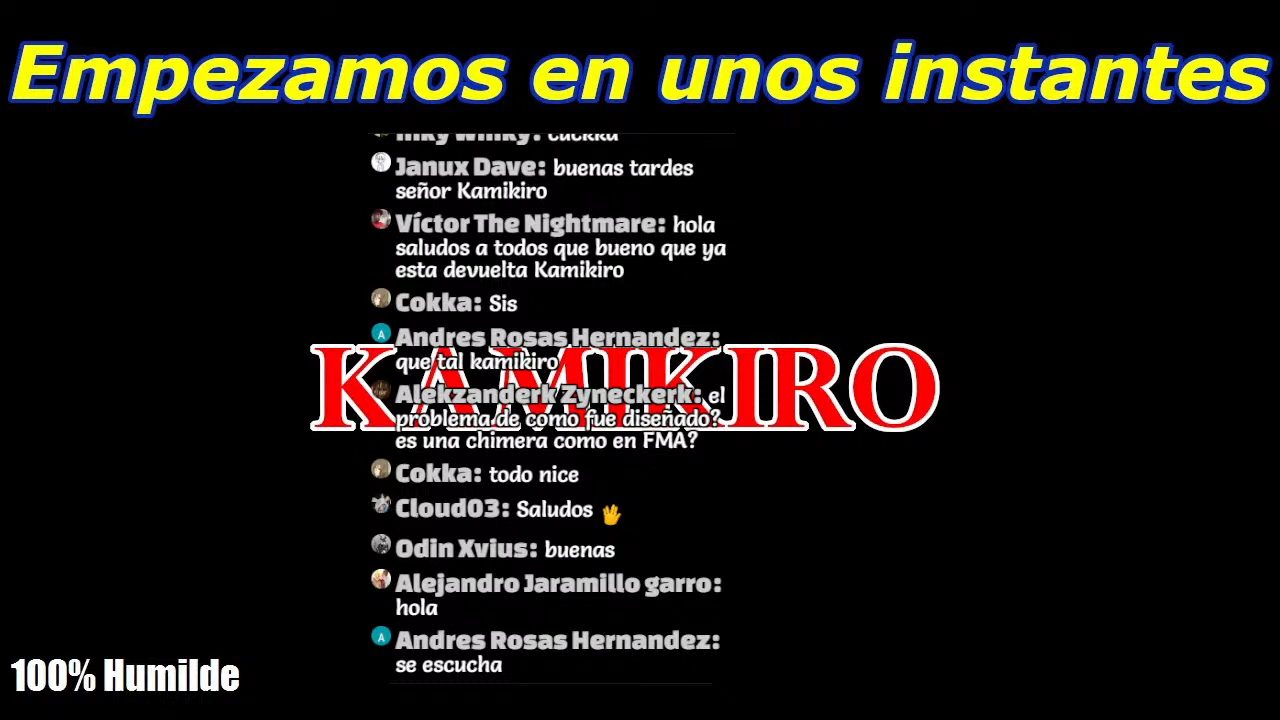 Empezamos en unos instantes
Inky Winky: cuckka
Janux Dave: buenas tardes
señor Kamikiro
Víctor The Nightmare: hola
saludos a todos que bueno que ya
esta devuelta Kamikiro
Cokka: Sis
Andres Rosas Hernandez:
que tal kamikiro
KAMIKIRO
Alekzanderk Zyneckerk: el
problema de como fue diseñado?
es una chimera como en FMA?
Cokka: todo nice
Cloud03: Saludos 🖖
Odin Xvius: buenas
Alejandro Jaramillo garro:
hola
A Andres Rosas Hernandez:
se escucha
100% Humilde